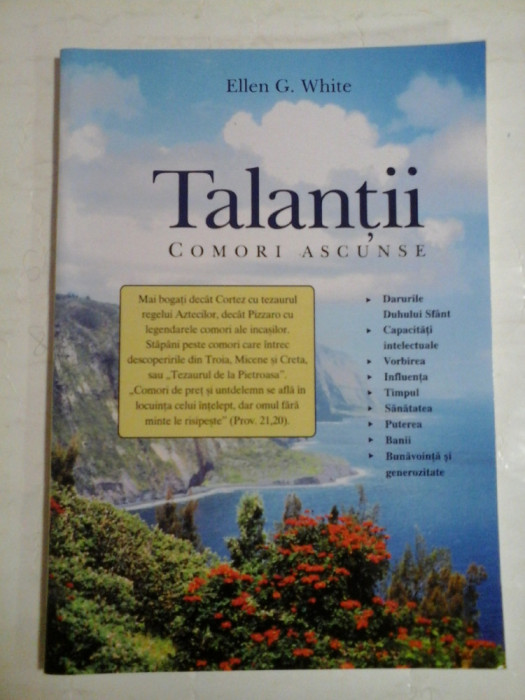 Ellen G. White
Talanții
COMORI ASCUNSE
Mai bogați decât Cortez cu tezaurul
regelui Aztecilor, decât Pizzaro cu
legendarele comori ale incașilor.
Stăpâni peste comori care întrec
descoperirile din Troia, Micene și Creta,
sau „Tezaurul de la Pietroasa”.
„Comori de preț și untdelemn se află în
locuința celui înțelept, dar omul fără
minte le risipește” (Prov. 21,20).
▸ Darurile
Duhului Sfânt
▸ Capacități
intelectuale
▸ Vorbirea
▸ Influența
▸ Timpul
▸ Sănătatea
▸ Puterea
▸ Banii
▸ Bunăvoință și
generozitate